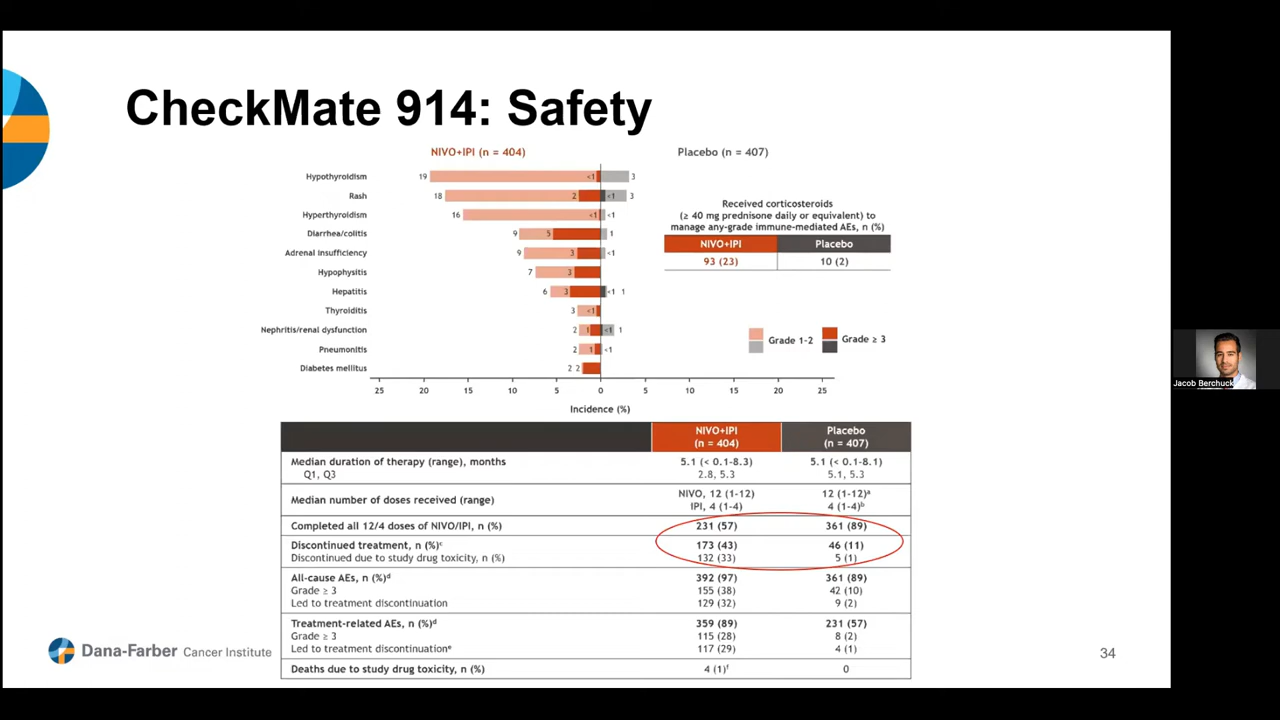 CheckMate 914: Safety
NIVO+IPI (n = 404)
Placebo (n = 407)
Hypothyroidism 19 <1 3
Rash 18 2 <1 3
Hyperthyroidism 16 <1 <1
Diarrhea/colitis 9 5 1
Adrenal insufficiency 9 3 <1
Hypophysitis 7 3
Hepatitis 6 3 <1 1
Thyroiditis 3 <1
Nephritis/renal dysfunction 2 1 <1 1
Pneumonitis 2 1 <1
Diabetes mellitus 2 2
25 20 15 10 5 0 5 10 15 20 25
Incidence (%)
Received corticosteroids
(≥ 40 mg prednisone daily or equivalent) to
manage any-grade immune-mediated AEs, n (%)
NIVO+IPI Placebo
93 (23) 10 (2)
Grade 1-2 Grade ≥ 3
NIVO+IPI Placebo
(n = 404) (n = 407)
Median duration of therapy (range), months 5.1 (< 0.1-8.3) 5.1 (< 0.1-8.1)
Q1, Q3 2.8, 5.3 5.1, 5.3
Median number of doses received (range) NIVO, 12 (1-12) 12 (1-12)ᵃ
IPI, 4 (1-4) 4 (1-4)ᵇ
Completed all 12/4 doses of NIVO/IPI, n (%) 231 (57) 361 (89)
Discontinued treatment, n (%)ᶜ 173 (43) 46 (11)
Discontinued due to study drug toxicity, n (%) 132 (33) 5 (1)
All-cause AEs, n (%)ᵈ 392 (97) 361 (89)
Grade ≥ 3 155 (38) 42 (10)
Led to treatment discontinuation 129 (32) 9 (2)
Treatment-related AEs, n (%)ᵈ 359 (89) 231 (57)
Grade ≥ 3 115 (28) 8 (2)
Led to treatment discontinuationᵉ 117 (29) 4 (1)
Deaths due to study drug toxicity, n (%) 4 (1)ᶠ 0
Dana-Farber Cancer Institute
34
Jacob Berchuck